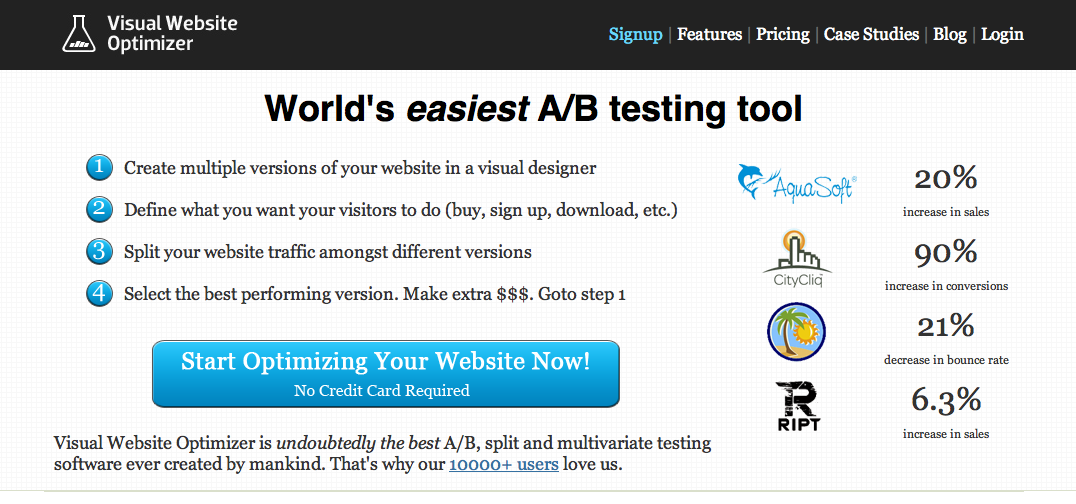 Visual Website
Optimizer
Signup | Features | Pricing | Case Studies | Blog | Login
World's easiest A/B testing tool
1 Create multiple versions of your website in a visual designer
2 Define what you want your visitors to do (buy, sign up, download, etc.)
3 Split your website traffic amongst different versions
4 Select the best performing version. Make extra $$$. Goto step 1
Start Optimizing Your Website Now!
No Credit Card Required
Visual Website Optimizer is undoubtedly the best A/B, split and multivariate testing
software ever created by mankind. That's why our 10000+ users love us.
AquaSoft®
20%
increase in sales
CityCliq
90%
increase in conversions
21%
decrease in bounce rate
RIPT
6.3%
increase in sales